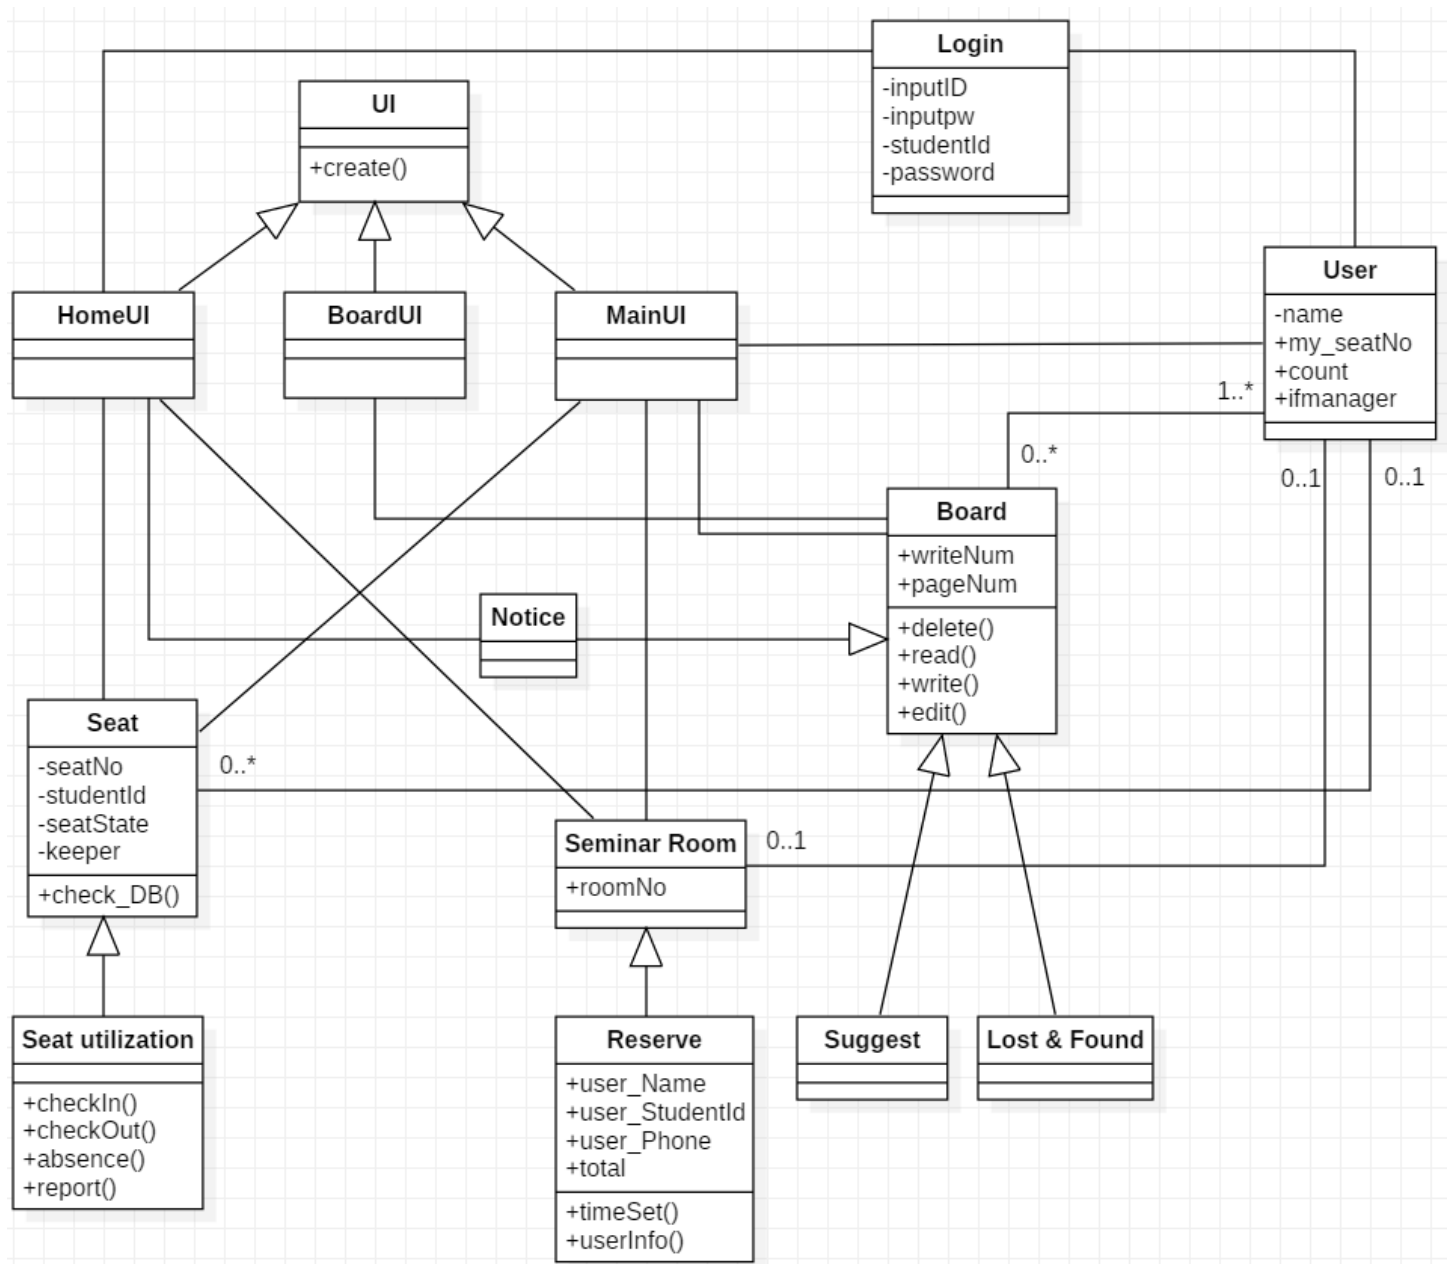 Login
-inputID
-inputpw
-studentId
-password
UI
+create()
User
-name
+my_seatNo
+count
+ifmanager
HomeUI
BoardUI
MainUI
1..*
0..*
0..1
0..1
Board
+writeNum
+pageNum
+delete()
+read()
+write()
+edit()
Notice
Seat
-seatNo
-studentId
-seatState
-keeper
+check_DB()
0..*
Seminar Room
+roomNo
0..1
Seat utilization
+checkIn()
+checkOut()
+absence()
+report()
Reserve
+user_Name
+user_StudentId
+user_Phone
+total
+timeSet()
+userInfo()
Suggest
Lost & Found